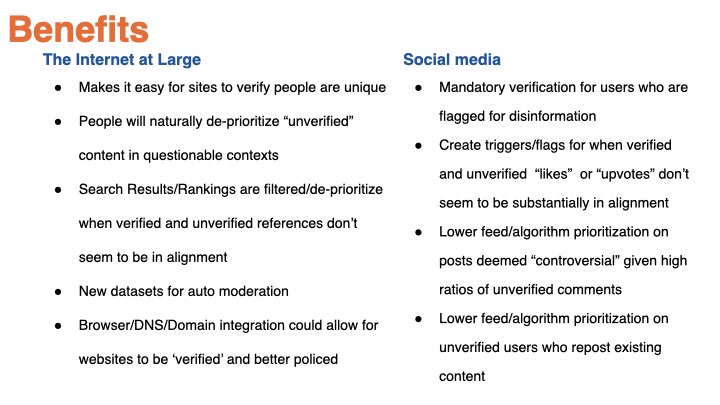 Benefits
The Internet at Large
● Makes it easy for sites to verify people are unique
● People will naturally de-prioritize “unverified”
content in questionable contexts
● Search Results/Rankings are filtered/de-prioritize
when verified and unverified references don’t
seem to be in alignment
● New datasets for auto moderation
● Browser/DNS/Domain integration could allow for
websites to be ‘verified’ and better policed
Social media
● Mandatory verification for users who are
flagged for disinformation
● Create triggers/flags for when verified
and unverified “likes” or “upvotes” don’t
seem to be substantially in alignment
● Lower feed/algorithm prioritization on
posts deemed “controversial” given high
ratios of unverified comments
● Lower feed/algorithm prioritization on
unverified users who repost existing
content